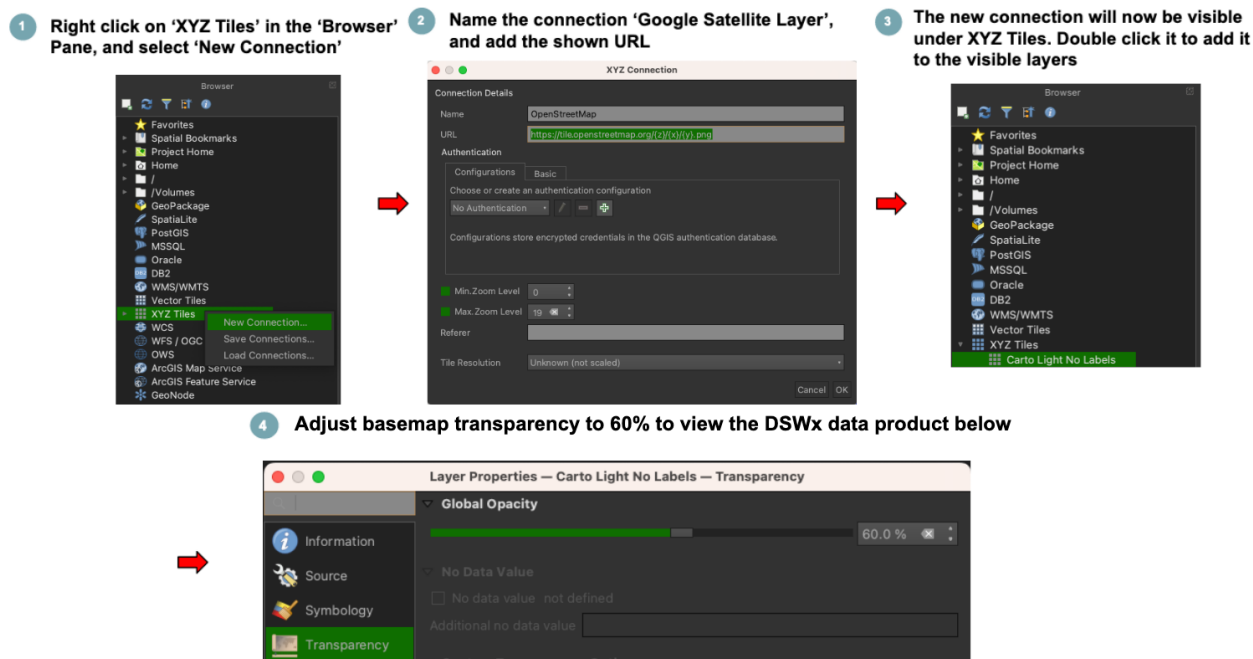 1
Right click on ‘XYZ Tiles’ in the ‘Browser’
Pane, and select ‘New Connection’
Browser
Favorites
Spatial Bookmarks
Project Home
Home
/
/Volumes
GeoPackage
SpatiaLite
PostGIS
MSSQL
Oracle
DB2
WMS/WMTS
Vector Tiles
XYZ Tiles
New Connection...
WCS
Save Connections...
WFS / OGC
Load Connections...
OWS
ArcGIS Map Service
ArcGIS Feature Service
GeoNode
2
Name the connection ‘Google Satellite Layer’,
and add the shown URL
XYZ Connection
Connection Details
Name OpenStreetMap
URL https://tile.openstreetmap.org/{z}/{x}/{y}.png
Authentication
Configurations Basic
Choose or create an authentication configuration
No Authentication
Configurations store encrypted credentials in the QGIS authentication database.
Min.Zoom Level 0
Max.Zoom Level 19
Referer
Tile Resolution Unknown (not scaled)
Cancel OK
3
The new connection will now be visible
under XYZ Tiles. Double click it to add it
to the visible layers
Browser
Favorites
Spatial Bookmarks
Project Home
Home
/
/Volumes
GeoPackage
SpatiaLite
PostGIS
MSSQL
Oracle
DB2
WMS/WMTS
Vector Tiles
XYZ Tiles
Carto Light No Labels
4
Adjust basemap transparency to 60% to view the DSWx data product below
Layer Properties — Carto Light No Labels — Transparency
Global Opacity
60.0 %
Information
Source
Symbology
Transparency
No Data Value
No data value not defined
Additional no data value